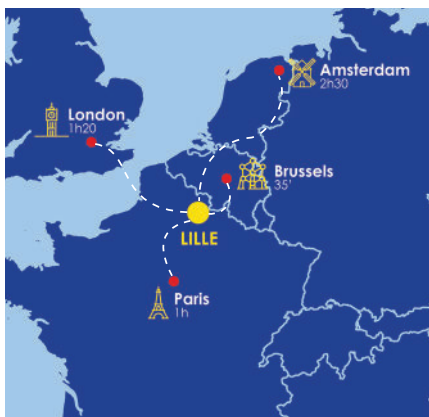 Amsterdam
2h30
London
1h20
Brussels
35'
LILLE
Paris
1h